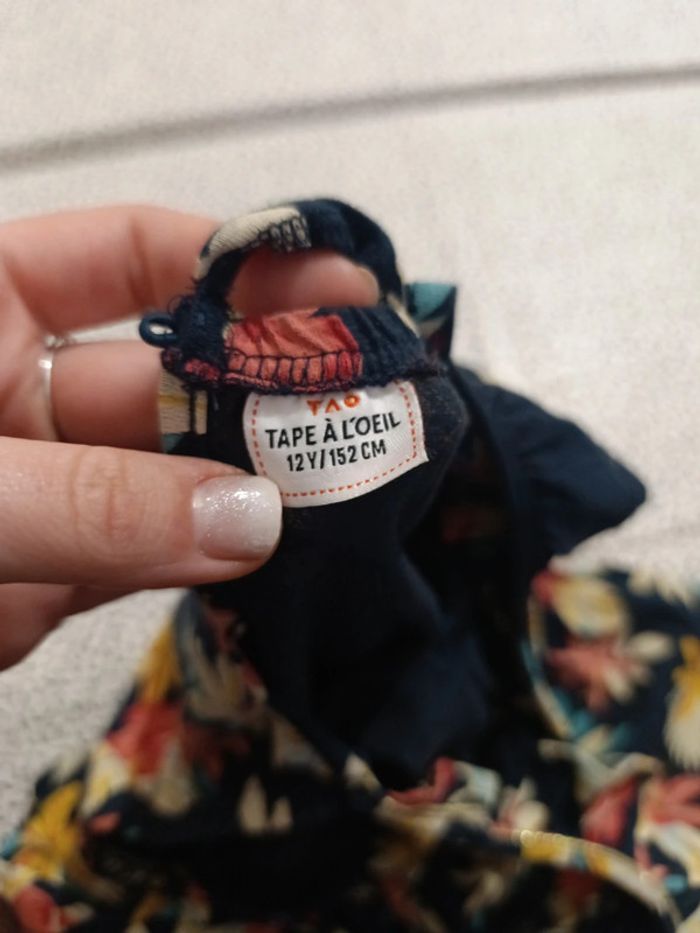 TAO
TAPE À L'OEIL
12Y/152 CM